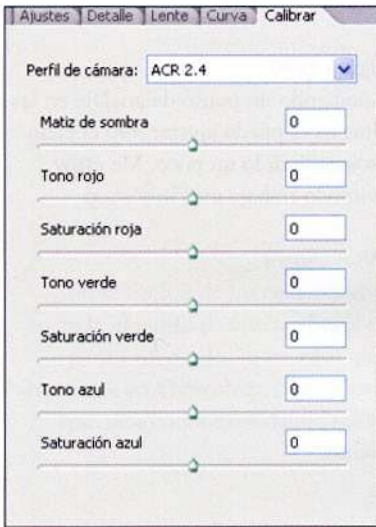 Ajustes Detalle Lente Curva Calibrar
Perfil de cámara: ACR 2.4
Matiz de sombra 0
Tono rojo 0
Saturación roja 0
Tono verde 0
Saturación verde 0
Tono azul 0
Saturación azul 0